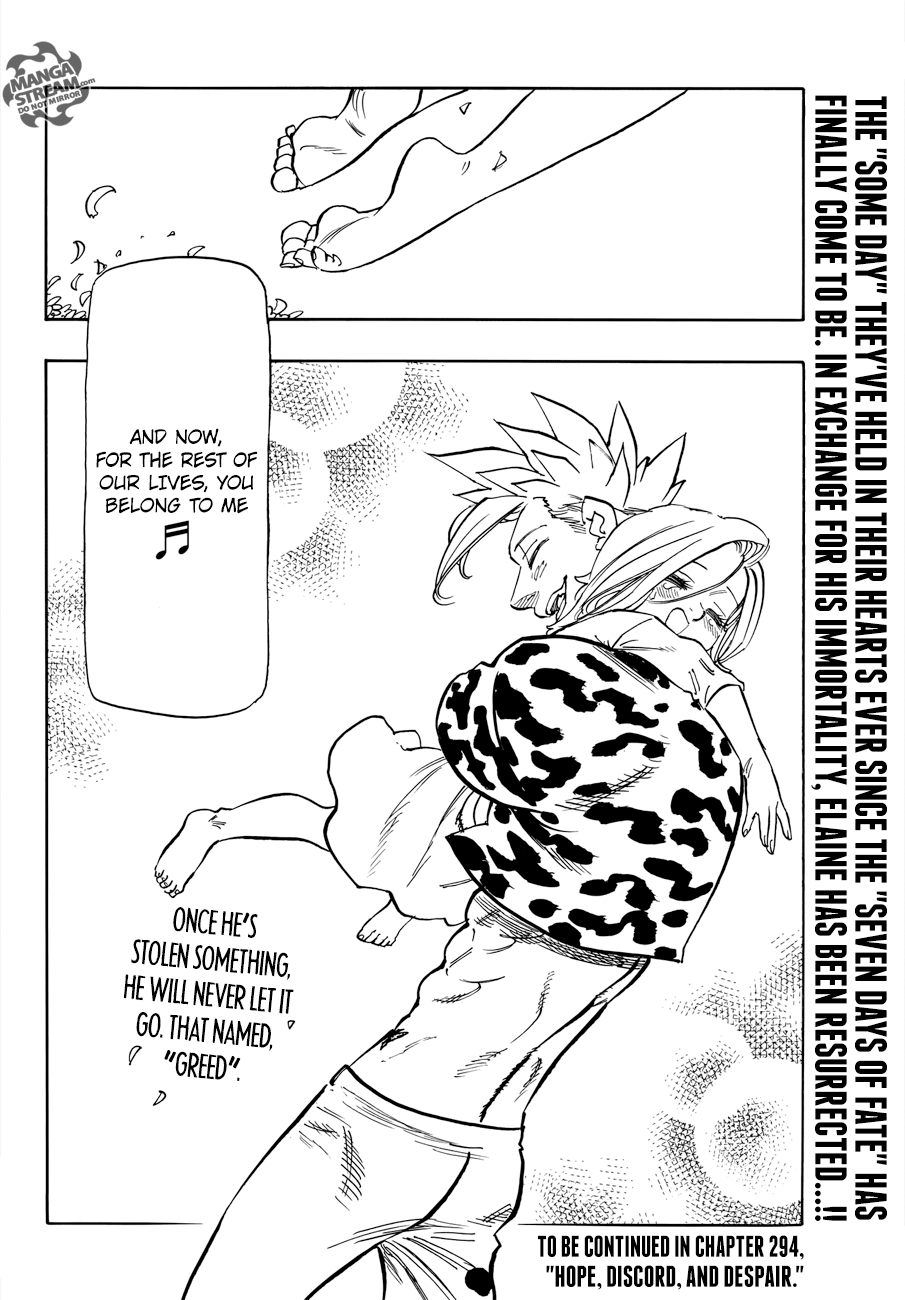 MANGA
STREAM.com
DO NOT MIRROR
THE "SOME DAY" THEY'VE HELD IN THEIR HEARTS EVER SINCE THE "SEVEN DAYS OF FATE" HAS
FINALLY COME TO BE. IN EXCHANGE FOR HIS IMMORTALITY, ELAINE HAS BEEN RESURRECTED...!!
AND NOW,
FOR THE REST OF
OUR LIVES, YOU
BELONG TO ME
♬
ONCE HE'S
STOLEN SOMETHING,
HE WILL NEVER LET IT
GO. THAT NAMED,
"GREED".
TO BE CONTINUED IN CHAPTER 294,
"HOPE, DISCORD, AND DESPAIR."